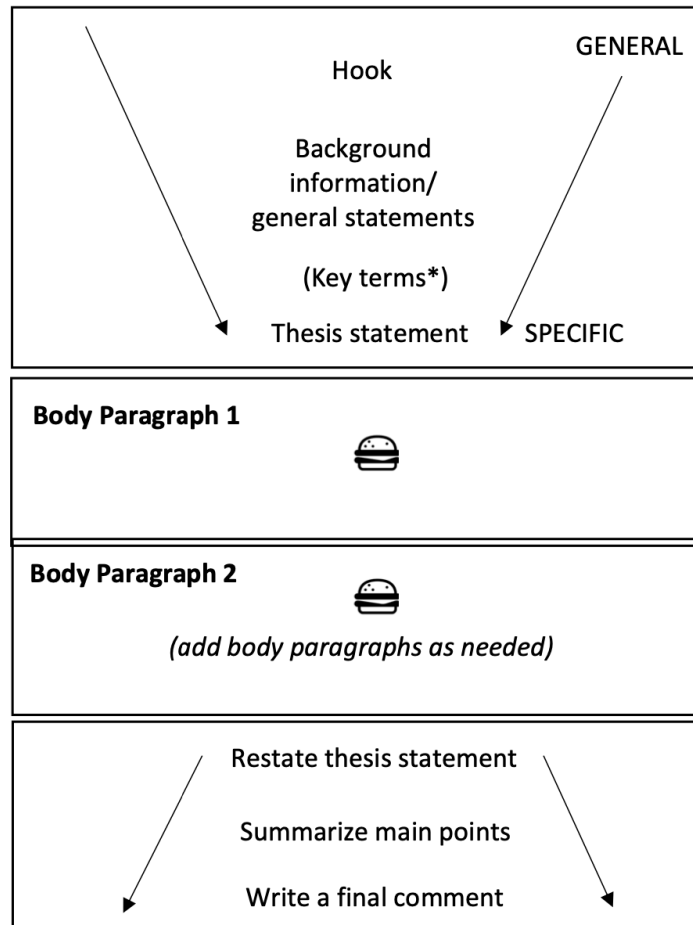 GENERAL
Hook
Background
information/
general statements
(Key terms*)
Thesis statement SPECIFIC
Body Paragraph 1
Body Paragraph 2
(add body paragraphs as needed)
Restate thesis statement
Summarize main points
Write a final comment